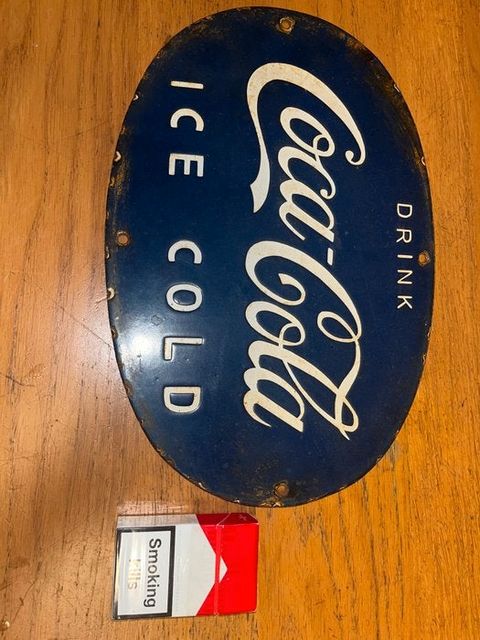 DRINK
Coca-Cola
ICE COLD
Smoking
kills